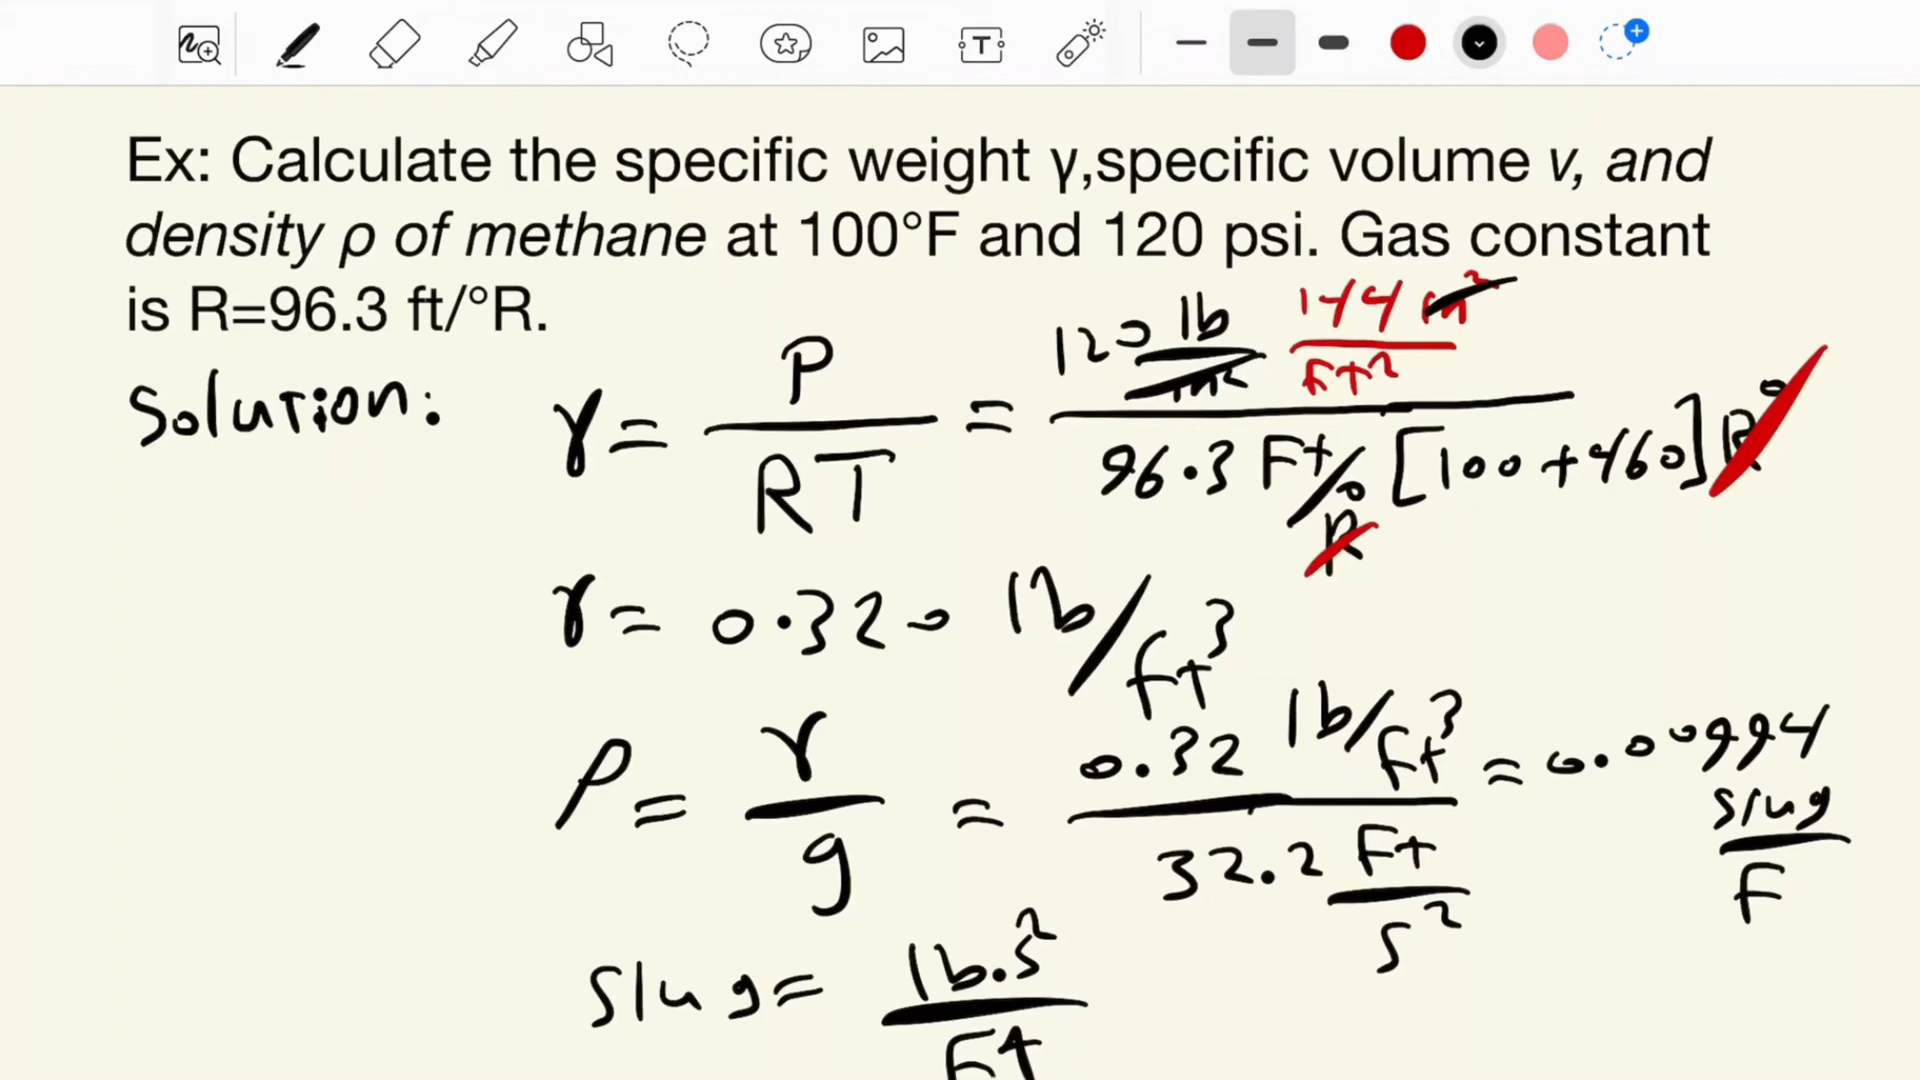 Ex: Calculate the specific weight γ,specific volume v, and
density ρ of methane at 100°F and 120 psi. Gas constant
is R=96.3 ft/°R.
Solution: γ = P / RT = 120 lb/in² 144 in²/Ft² / 96.3 Ft/°R [100+460] R°
γ = 0.320 lb/ft³
ρ = γ / g = 0.32 lb/ft³ / 32.2 Ft/s² = 0.00994 slug/F
slug = lb.s² / Ft